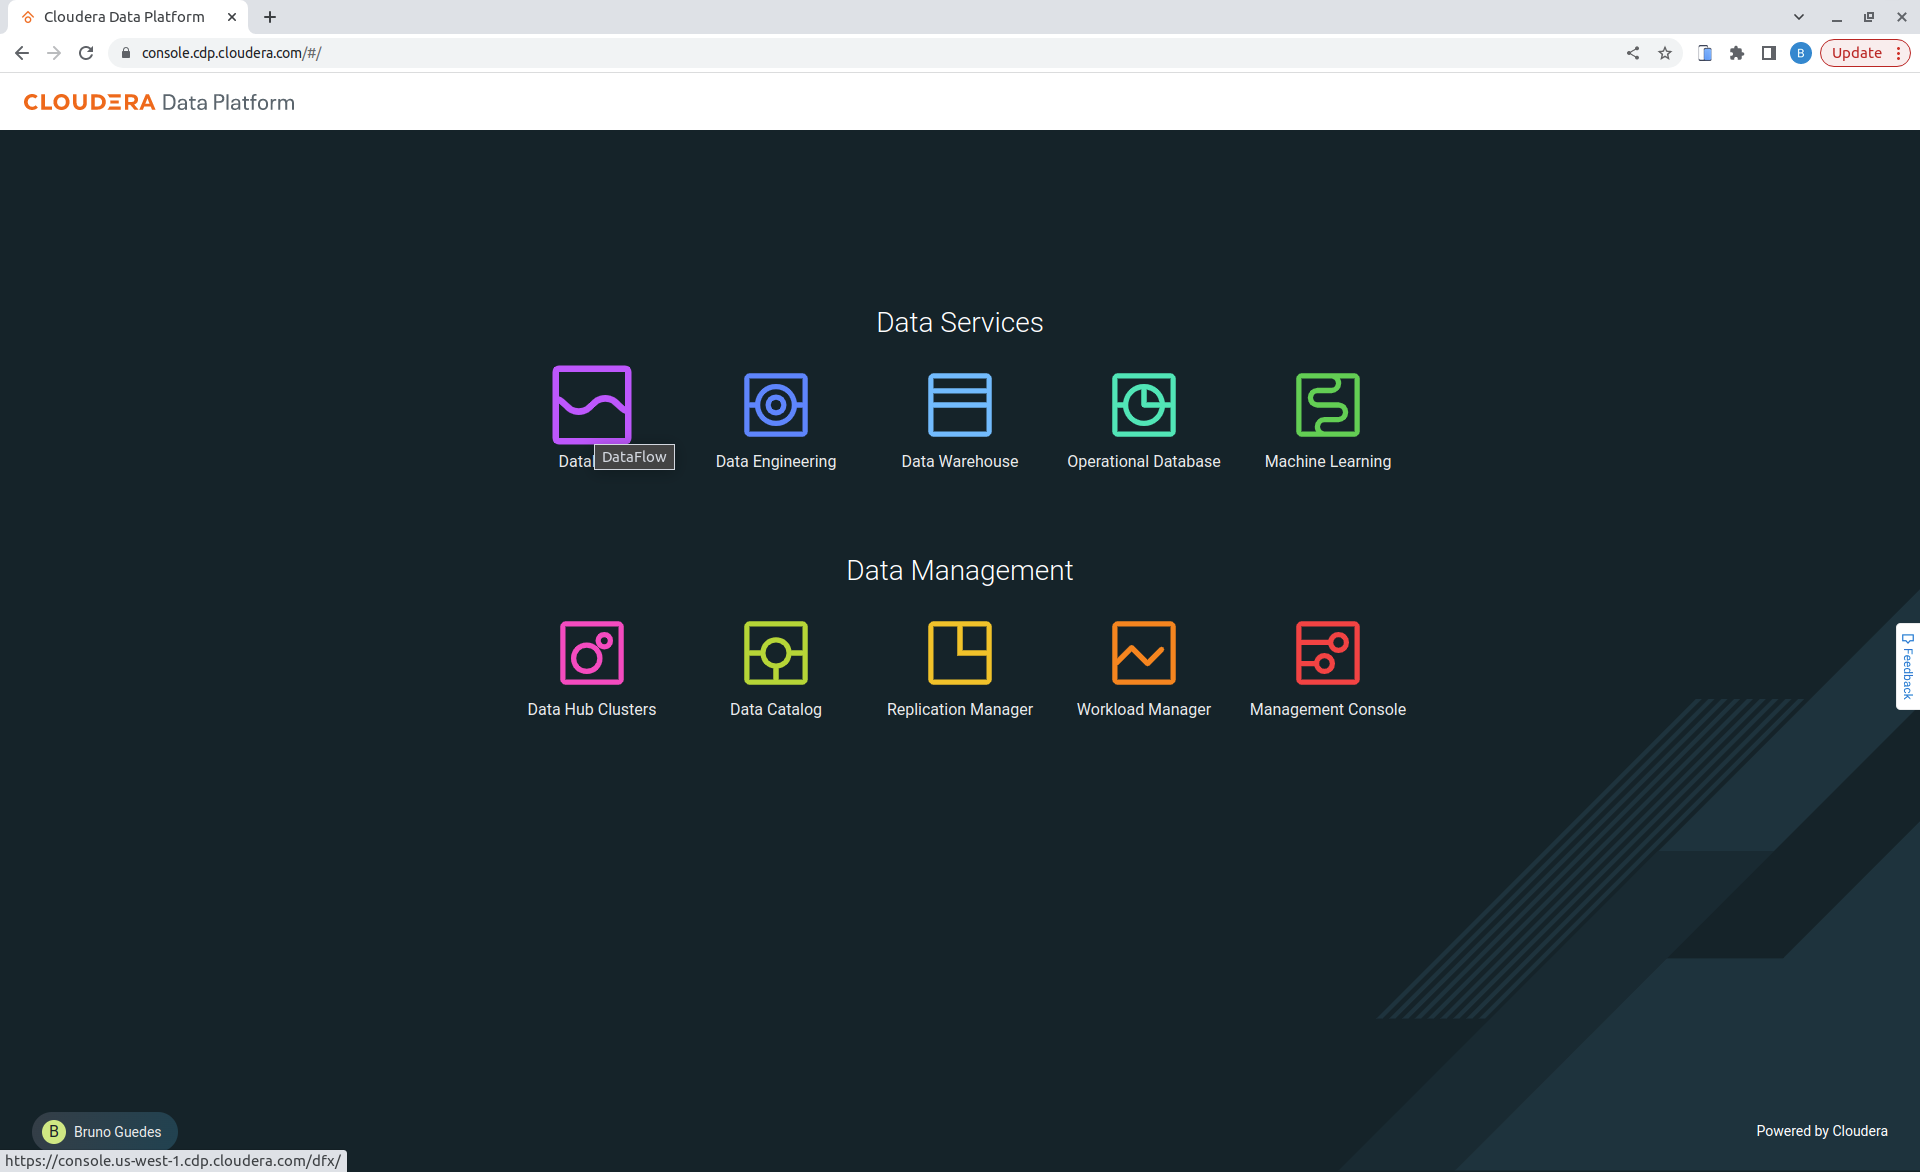 Cloudera Data Platform
console.cdp.cloudera.com/#/
B
Update
CLOUDERA Data Platform
Data Services
DataFlow
Data Engineering
Data Warehouse
Operational Database
Machine Learning
Data Management
Data Hub Clusters
Data Catalog
Replication Manager
Workload Manager
Management Console
Feedback
B
Bruno Guedes
Powered by Cloudera
https://console.us-west-1.cdp.cloudera.com/dfx/